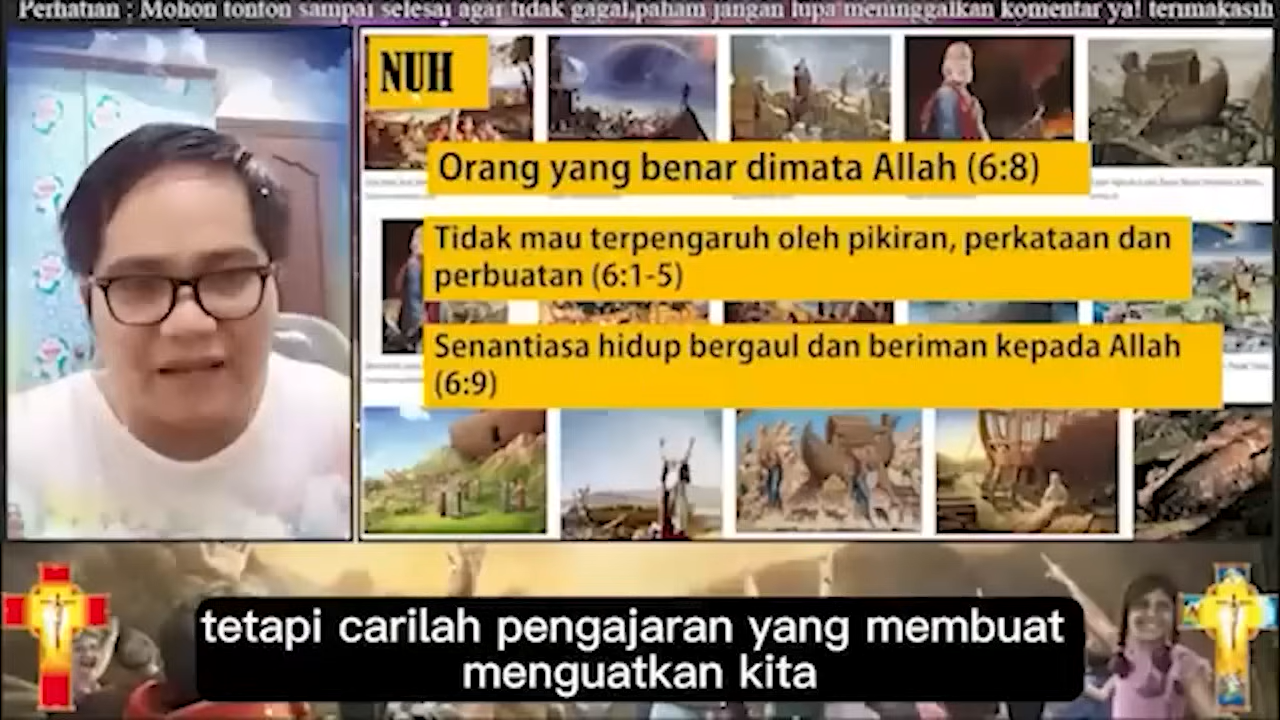 Perhatian : Mohon tonton sampai selesai agar tidak gagal,paham jangan lupa meninggalkan komentar ya! terimakasih
NUH
Orang yang benar dimata Allah (6:8)
Tidak mau terpengaruh oleh pikiran, perkataan dan
perbuatan (6:1-5)
Senantiasa hidup bergaul dan beriman kepada Allah
(6:9)
tetapi carilah pengajaran yang membuat
menguatkan kita